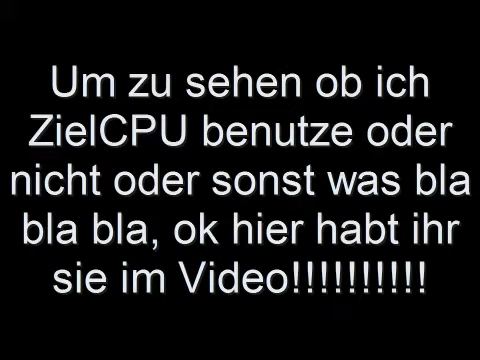 Um zu sehen ob ich
ZielCPU benutze oder
nicht oder sonst was bla
bla bla, ok hier habt ihr
sie im Video!!!!!!!!!!